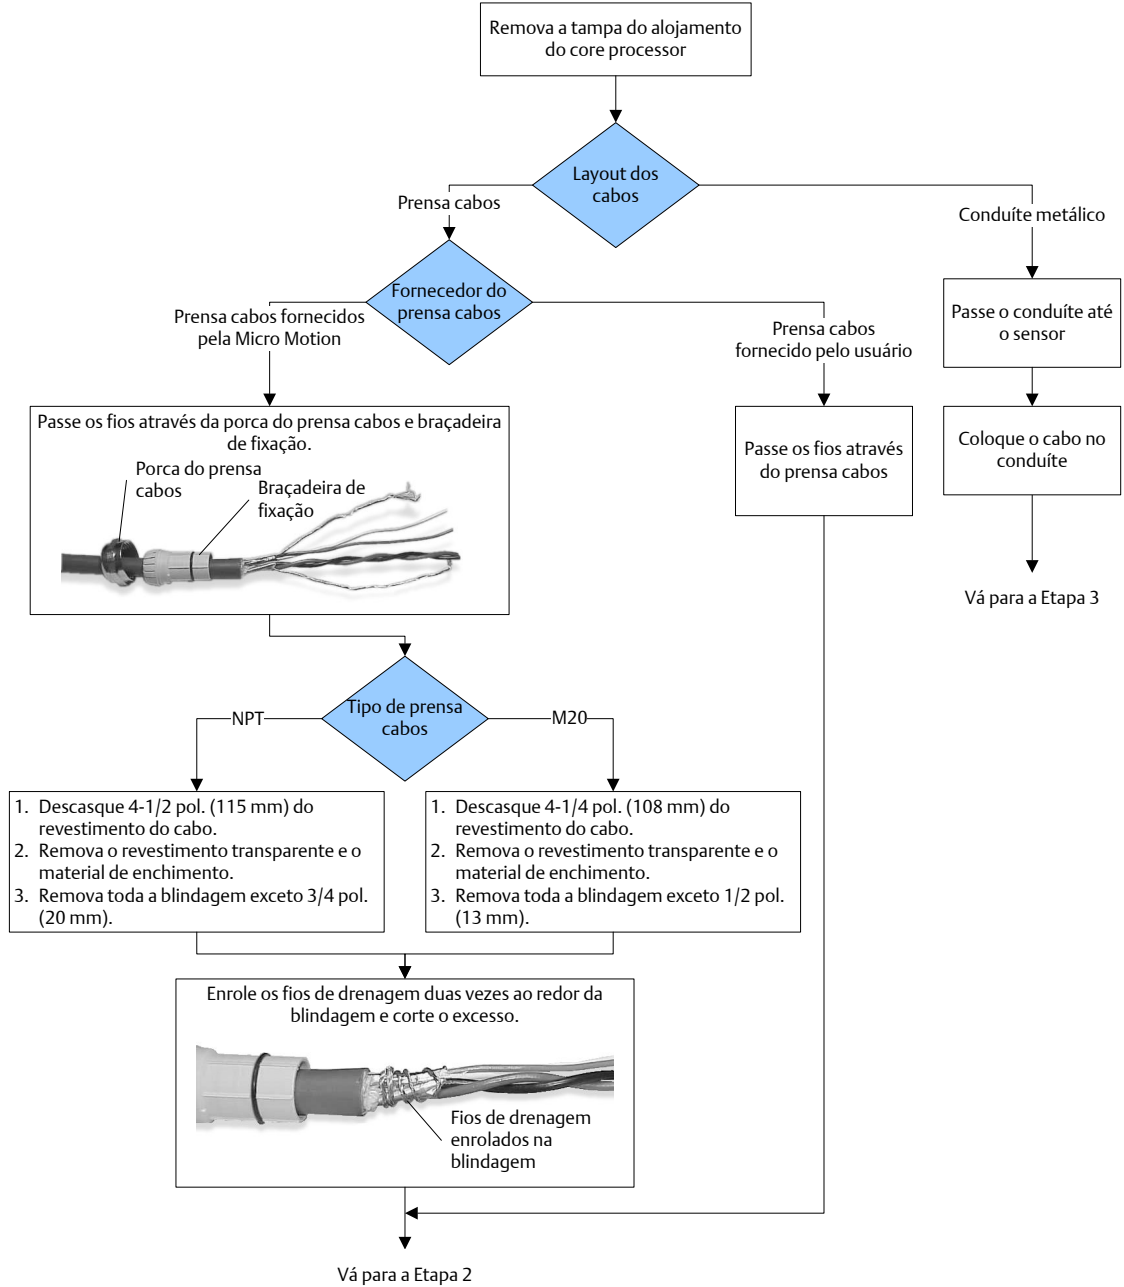 Remova a tampa do alojamento
do core processor
Layout dos
cabos
Prensa cabos
Conduíte metálico
Fornecedor do
prensa cabos
Prensa cabos fornecidos
pela Micro Motion
Prensa cabos
fornecido pelo usuário
Passe o conduíte até
o sensor
Passe os fios através da porca do prensa cabos e braçadeira
de fixação.
Porca do prensa
cabos
Braçadeira de
fixação
Passe os fios através
do prensa cabos
Coloque o cabo no
conduíte
Vá para a Etapa 3
Tipo de prensa
cabos
NPT
M20
1. Descasque 4-1/2 pol. (115 mm) do
revestimento do cabo.
2. Remova o revestimento transparente e o
material de enchimento.
3. Remova toda a blindagem exceto 3/4 pol.
(20 mm).
1. Descasque 4-1/4 pol. (108 mm) do
revestimento do cabo.
2. Remova o revestimento transparente e o
material de enchimento.
3. Remova toda a blindagem exceto 1/2 pol.
(13 mm).
Enrole os fios de drenagem duas vezes ao redor da
blindagem e corte o excesso.
Fios de drenagem
enrolados na
blindagem
Vá para a Etapa 2